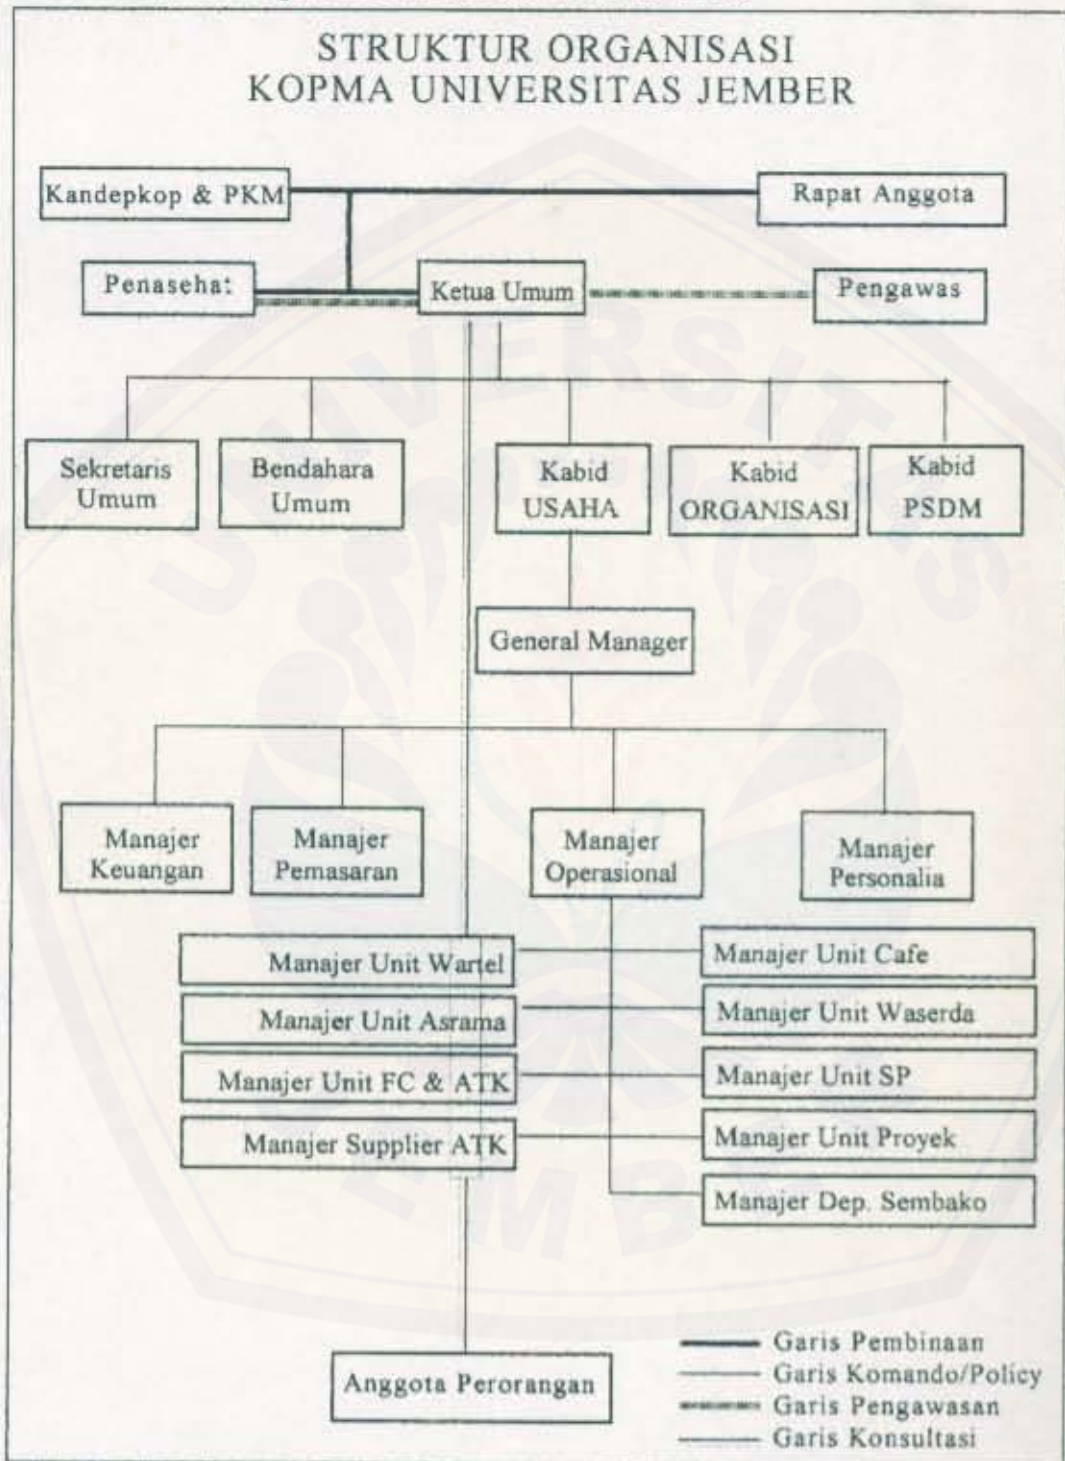 STRUKTUR ORGANISASI
KOPMA UNIVERSITAS JEMBER
Kandepkop & PKM
Rapat Anggota
Penasehat
Ketua Umum
Pengawas
Sekretaris
Umum
Bendahara
Umum
Kabid
USAHA
Kabid
ORGANISASI
Kabid
PSDM
General Manager
Manajer
Keuangan
Manajer
Pemasaran
Manajer
Operasional
Manajer
Personalia
Manajer Unit Wartel
Manajer Unit Cafe
Manajer Unit Asrama
Manajer Unit Waserda
Manajer Unit FC & ATK
Manajer Unit SP
Manajer Supplier ATK
Manajer Unit Proyek
Manajer Dep. Sembako
Anggota Perorangan
Garis Pembinaan
Garis Komando/Policy
Garis Pengawasan
Garis Konsultasi
UNIVERSITAS
JEMBER